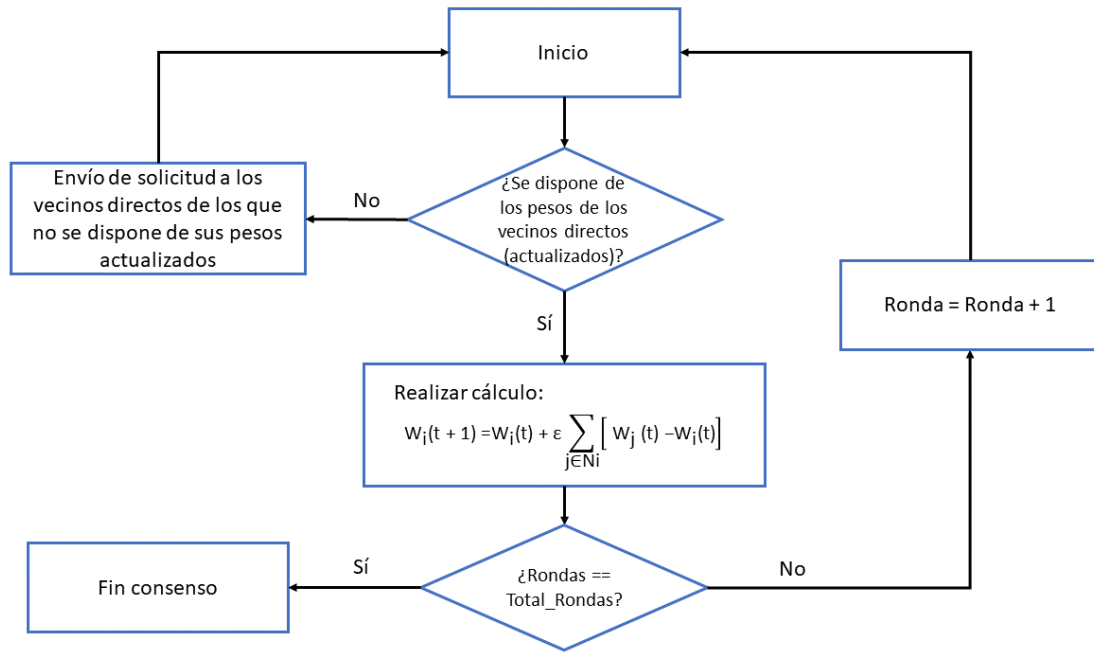 Inicio
Envío de solicitud a los
vecinos directos de los que
no se dispone de sus pesos
actualizados
No
¿Se dispone de
los pesos de los
vecinos directos
(actualizados)?
Ronda = Ronda + 1
Sí
Realizar cálculo:
Wi(t + 1) =Wi(t) + ε ∑ j∈Ni [ Wj (t) −Wi(t)]
Fin consenso
Sí
¿Rondas ==
Total_Rondas?
No